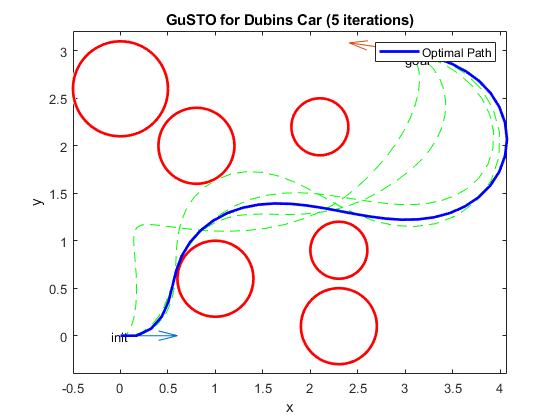 GuSTO for Dubins Car (5 iterations)
Optimal Path
goal
init
y
3
2.5
2
1.5
1
0.5
0
-0.5 0 0.5 1 1.5 2 2.5 3 3.5 4
x